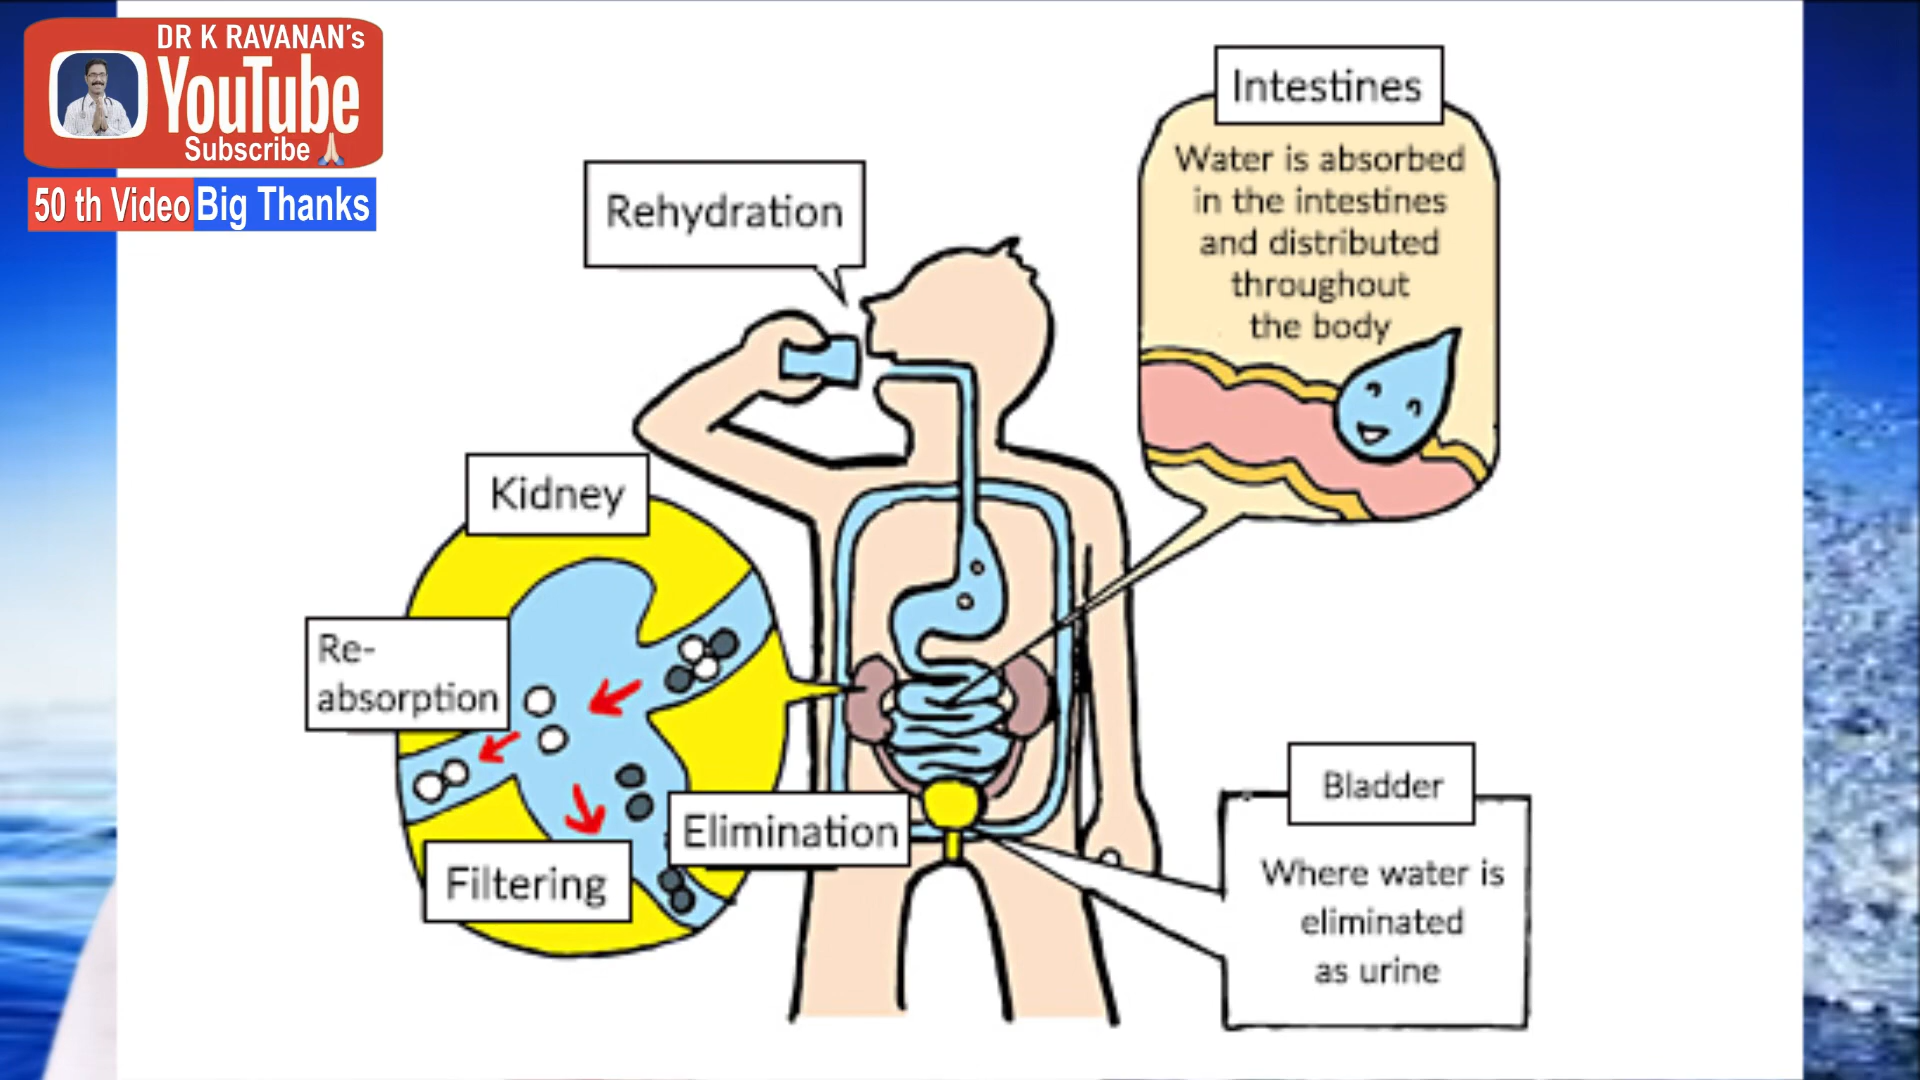 DR K RAVANAN's
YouTube
Subscribe
50 th Video Big Thanks
Intestines
Water is absorbed
in the intestines
and distributed
throughout
the body
Rehydration
Kidney
Re-
absorption
Filtering
Elimination
Bladder
Where water is
eliminated
as urine